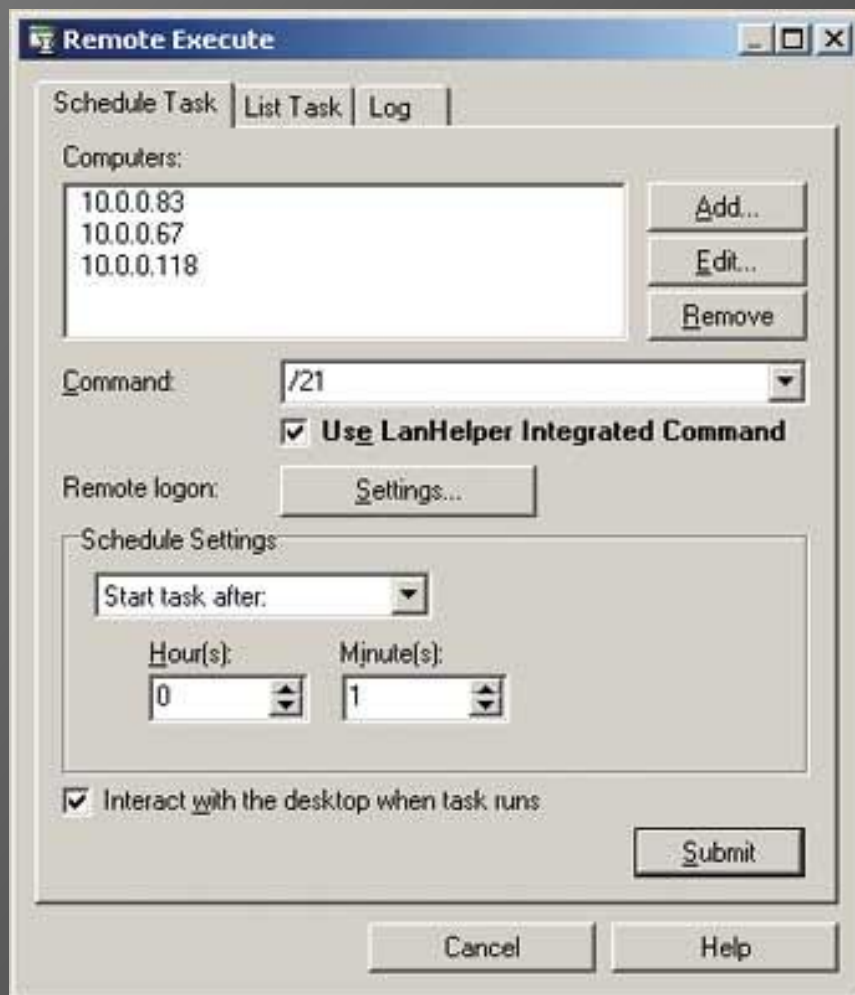 Remote Execute
Schedule Task List Task Log
Computers:
10.0.0.83
10.0.0.67
10.0.0.118
Add...
Edit...
Remove
Command: /21
Use LanHelper Integrated Command
Remote logon: Settings...
Schedule Settings
Start task after:
Hour(s): Minute(s):
0 1
Interact with the desktop when task runs
Submit
Cancel Help